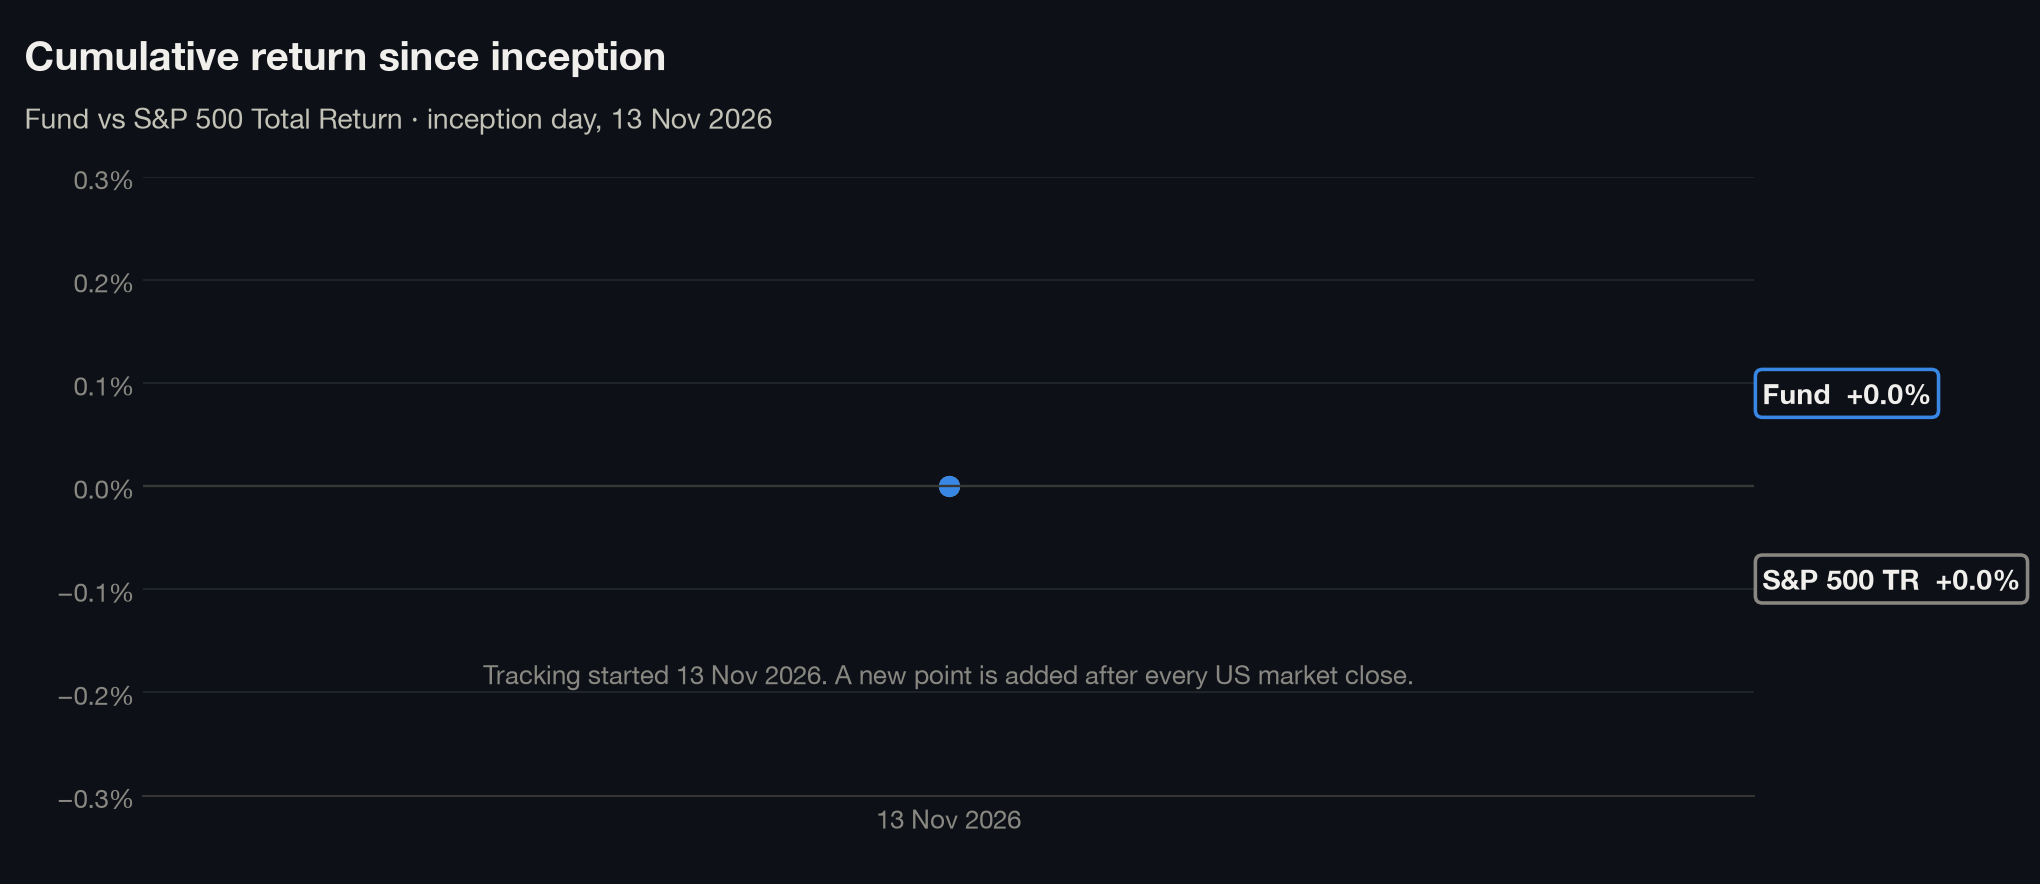 Cumulative return since inception
Fund vs S&P 500 Total Return · inception day, 13 Nov 2026
0.3%
0.2%
0.1%
Fund +0.0%
0.0%
−0.1%
S&P 500 TR +0.0%
Tracking started 13 Nov 2026. A new point is added after every US market close.
−0.2%
−0.3%
13 Nov 2026